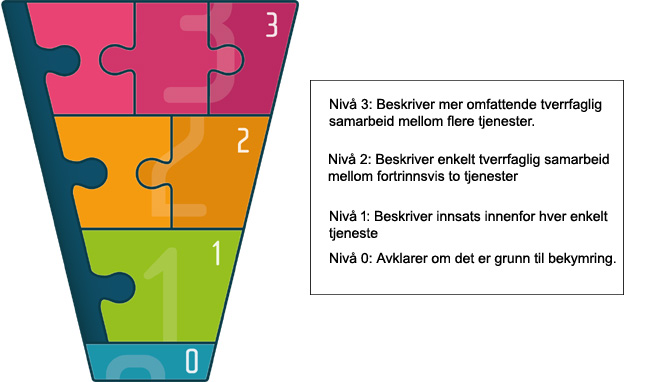 3
2
1
0
Nivå 3: Beskriver mer omfattende tverrfaglig
samarbeid mellom flere tjenester.
Nivå 2: Beskriver enkelt tverrfaglig samarbeid
mellom fortrinnsvis to tjenester
Nivå 1: Beskriver innsats innenfor hver enkelt
tjeneste
Nivå 0: Avklarer om det er grunn til bekymring.